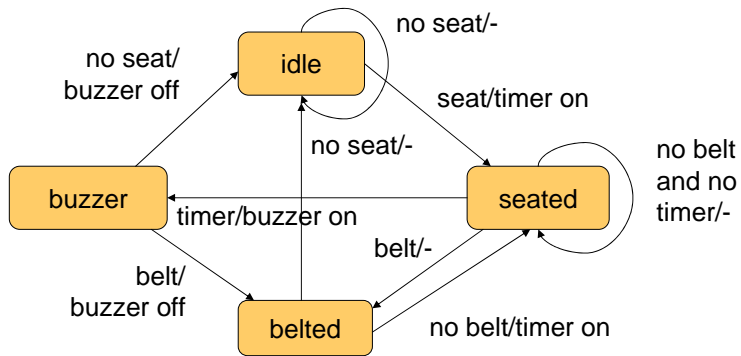 no seat/-
no seat/
buzzer off
idle
seat/timer on
no seat/-
no belt
and no
timer/-
buzzer
seated
timer/buzzer on
belt/-
belt/
buzzer off
belted
no belt/timer on